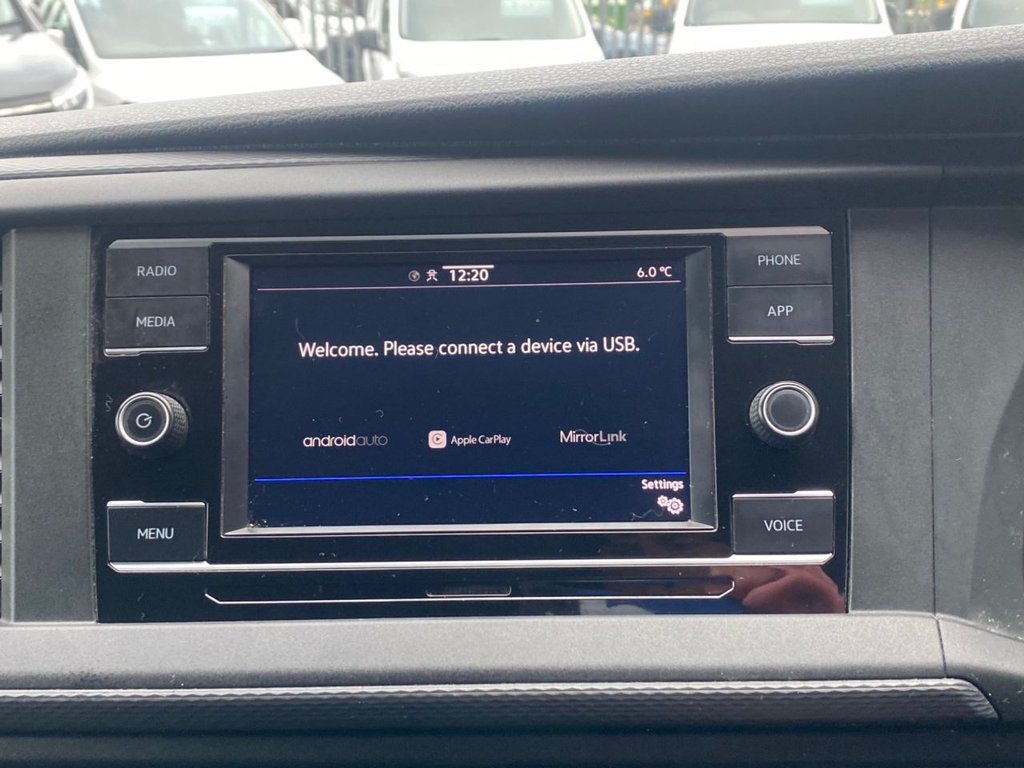 RADIO
MEDIA
MENU
12:20
6.0 °C
Welcome. Please connect a device via USB.
androidauto
Apple CarPlay
MirrorLink
Settings
PHONE
APP
VOICE